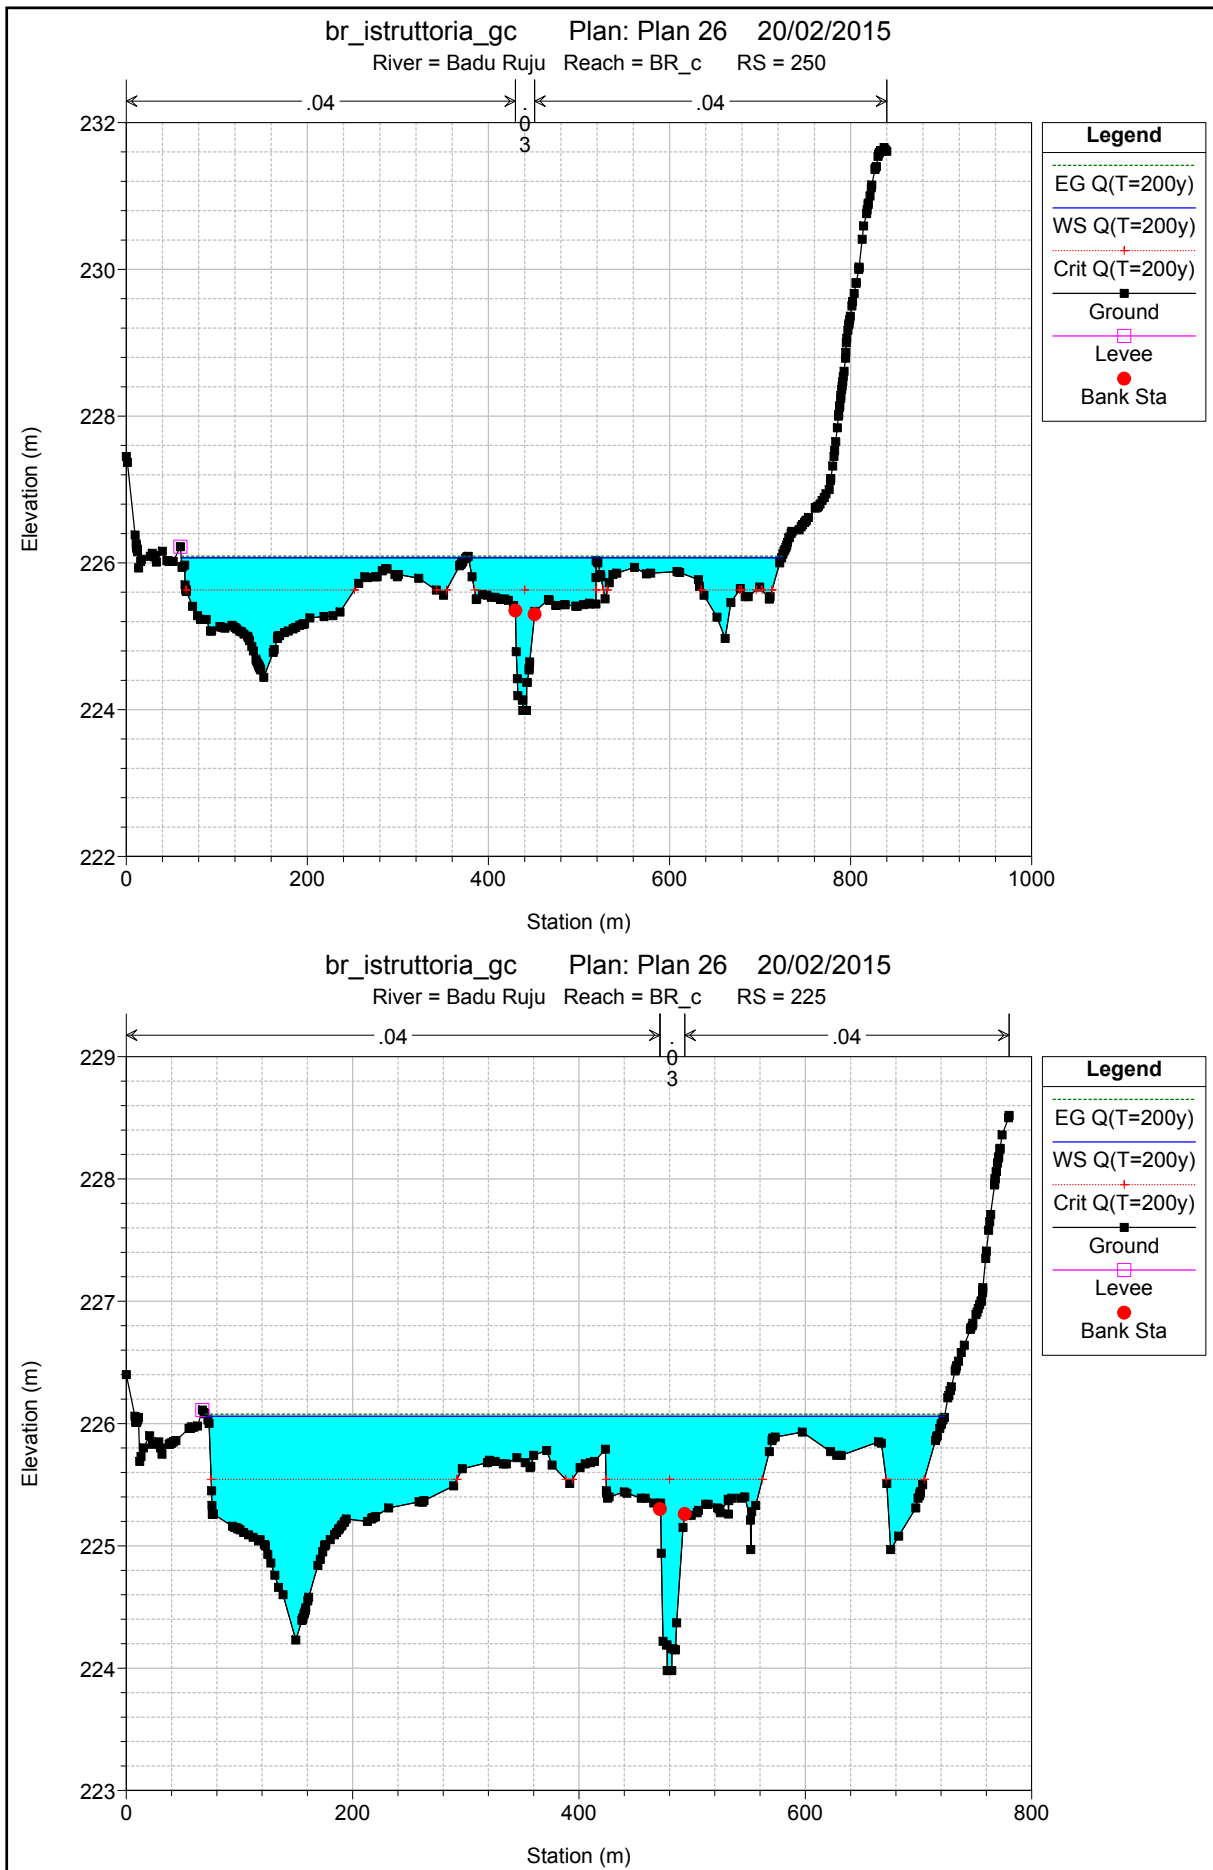 br_istruttoria_gc Plan: Plan 26 20/02/2015
River = Badu Ruju Reach = BR_c RS = 250
.04
.03
.04
232
230
228
226
224
222
Elevation (m)
0 200 400 600 800 1000
Station (m)
Legend
EG Q(T=200y)
WS Q(T=200y)
Crit Q(T=200y)
Ground
Levee
Bank Sta
br_istruttoria_gc Plan: Plan 26 20/02/2015
River = Badu Ruju Reach = BR_c RS = 225
.04
.03
.04
229
228
227
226
225
224
223
Elevation (m)
0 200 400 600 800
Station (m)
Legend
EG Q(T=200y)
WS Q(T=200y)
Crit Q(T=200y)
Ground
Levee
Bank Sta